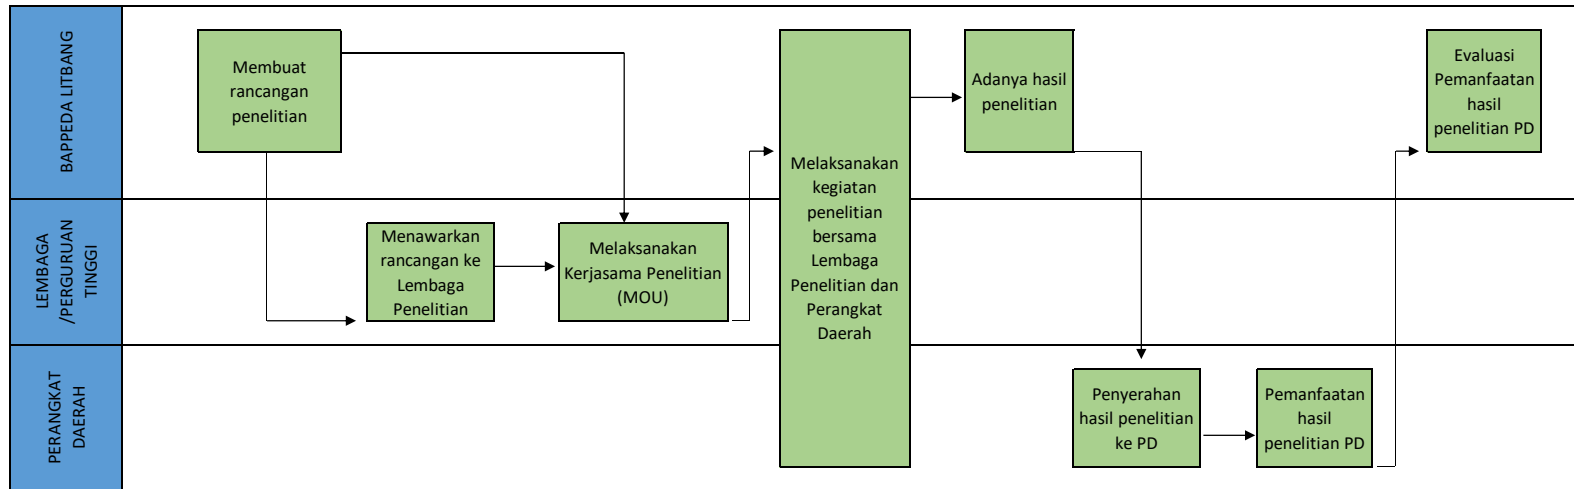 BAPPEDA LITBANG
Membuat
rancangan
penelitian
Adanya hasil
penelitian
Evaluasi
Pemanfaatan
hasil
penelitian PD
Melaksanakan
kegiatan
penelitian
bersama
Lembaga
Penelitian dan
Perangkat
Daerah
LEMBAGA
/PERGURUAN
TINGGI
Menawarkan
rancangan ke
Lembaga
Penelitian
Melaksanakan
Kerjasama Penelitian
(MOU)
PERANGKAT
DAERAH
Penyerahan
hasil penelitian
ke PD
Pemanfaatan
hasil
penelitian PD